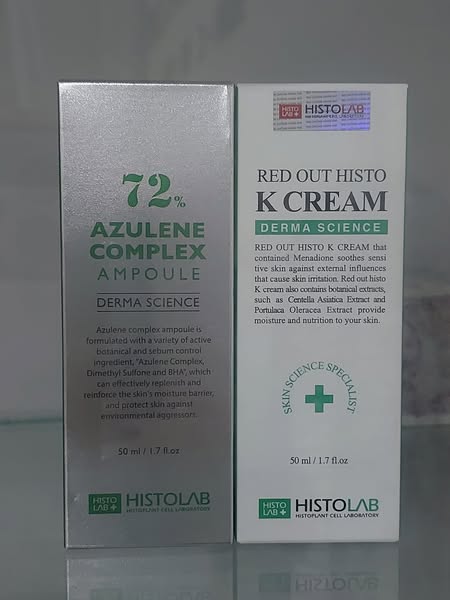 72%
AZULENE
COMPLEX
AMPOULE
DERMA SCIENCE
Azulene complex ampoule is
formulated with a variety of active
botanical and sebum control
ingredient, "Azulene Complex,
Dimethyl Sulfone and BHA", which
can effectively replenish and
reinforce the skin's moisture barrier,
and protect skin against
environmental aggressors.
50 ml / 1.7 fl.oz
HISTO
LAB +
HISTOLAB
HISTOPLANT CELL LABORATORY
HISTO
LAB +
HISTOLAB
RED OUT HISTO
K CREAM
DERMA SCIENCE
RED OUT HISTO K CREAM that
contained Menadione soothes sensi
tive skin against external influences
that cause skin irritation. Red out histo
K cream also contains botanical extracts,
such as Centella Asiatica Extract and
Portulaca Oleracea Extract provide
moisture and nutrition to your skin.
SKIN SCIENCE SPECIALIST
50 ml / 1.7 fl.oz
HISTO
LAB +
HISTOLAB
HISTOPLANT CELL LABORATORY